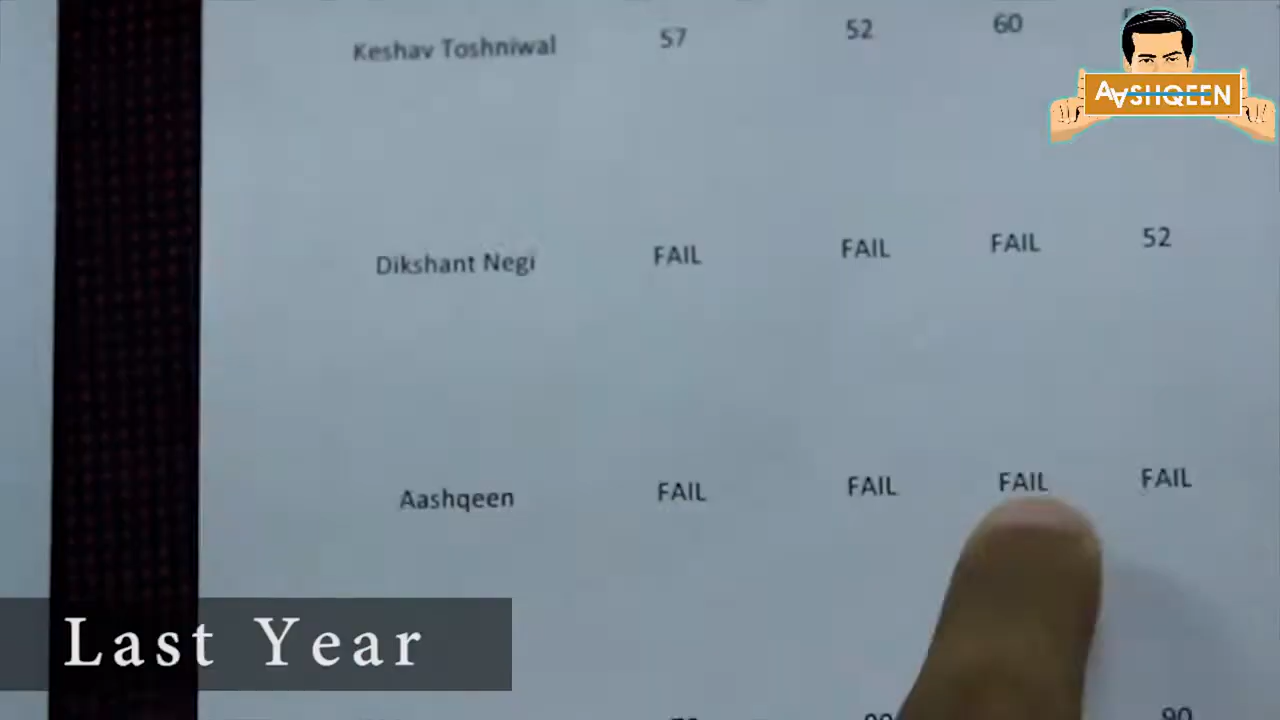 Keshav Toshniwal 57 52 60
AASHQEEN
Dikshant Negi FAIL FAIL FAIL 52
Aashqeen FAIL FAIL FAIL FAIL
Last Year
90